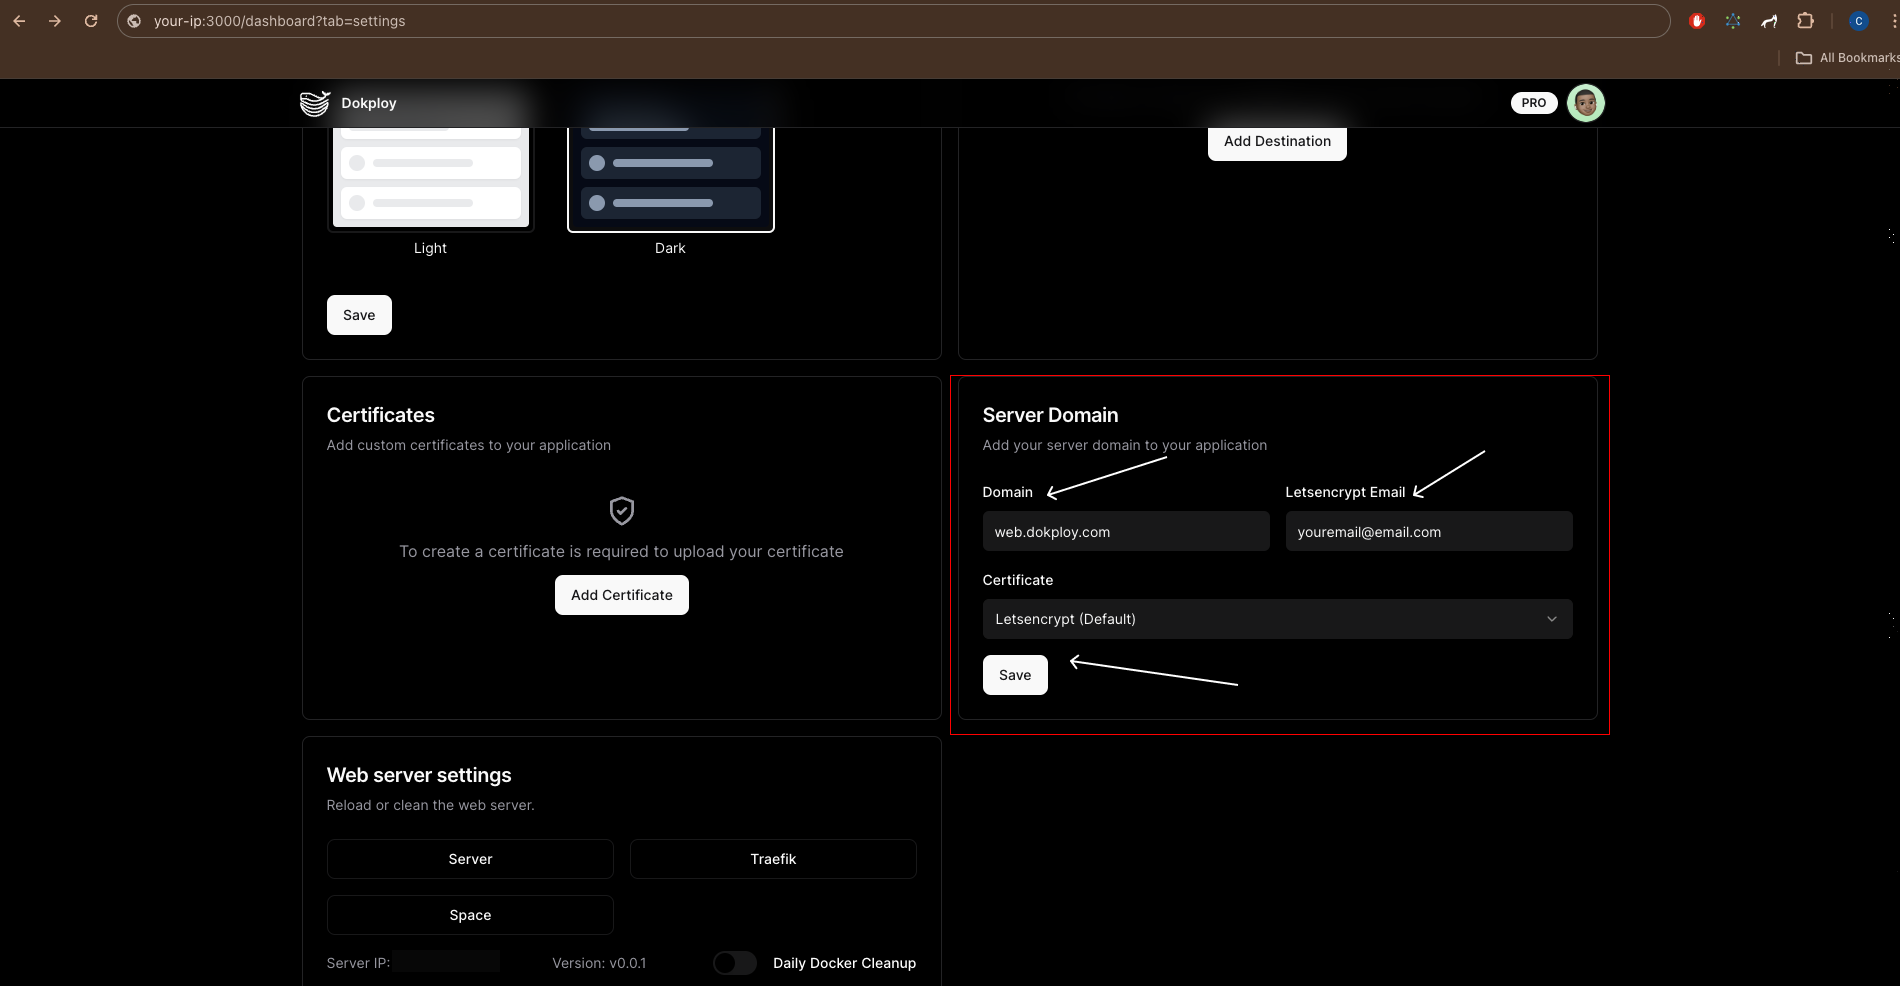 your-ip:3000/dashboard?tab=settings
C
All Bookmarks
Dokploy
PRO
Add Destination
Light
Dark
Save
Certificates
Add custom certificates to your application
To create a certificate is required to upload your certificate
Add Certificate
Server Domain
Add your server domain to your application
Domain
Letsencrypt Email
web.dokploy.com
youremail@email.com
Certificate
Letsencrypt (Default)
Save
Web server settings
Reload or clean the web server.
Server
Traefik
Space
Server IP:
Version: v0.0.1
Daily Docker Cleanup